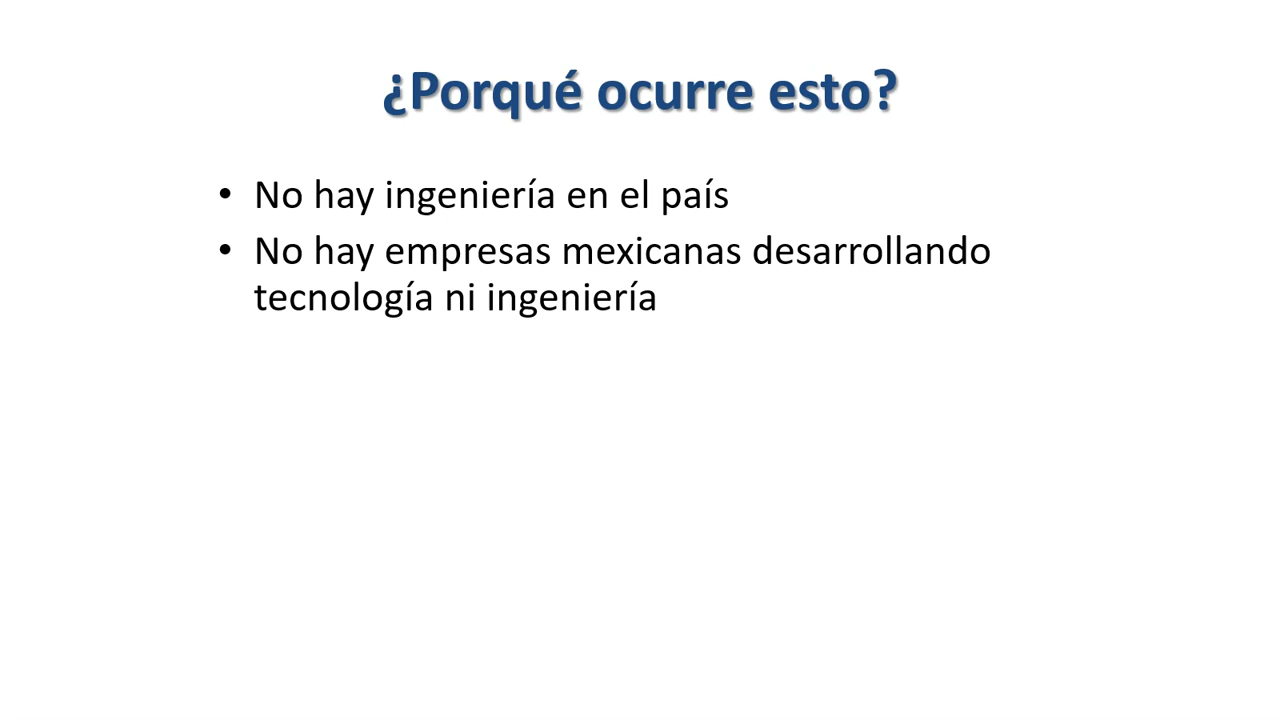 ¿Porqué ocurre esto?
• No hay ingeniería en el país
• No hay empresas mexicanas desarrollando
tecnología ni ingeniería